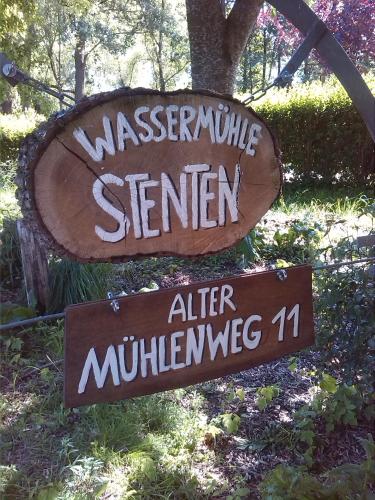 WASSERMÜHLE
STENTEN
ALTER
MÜHLENWEG 11